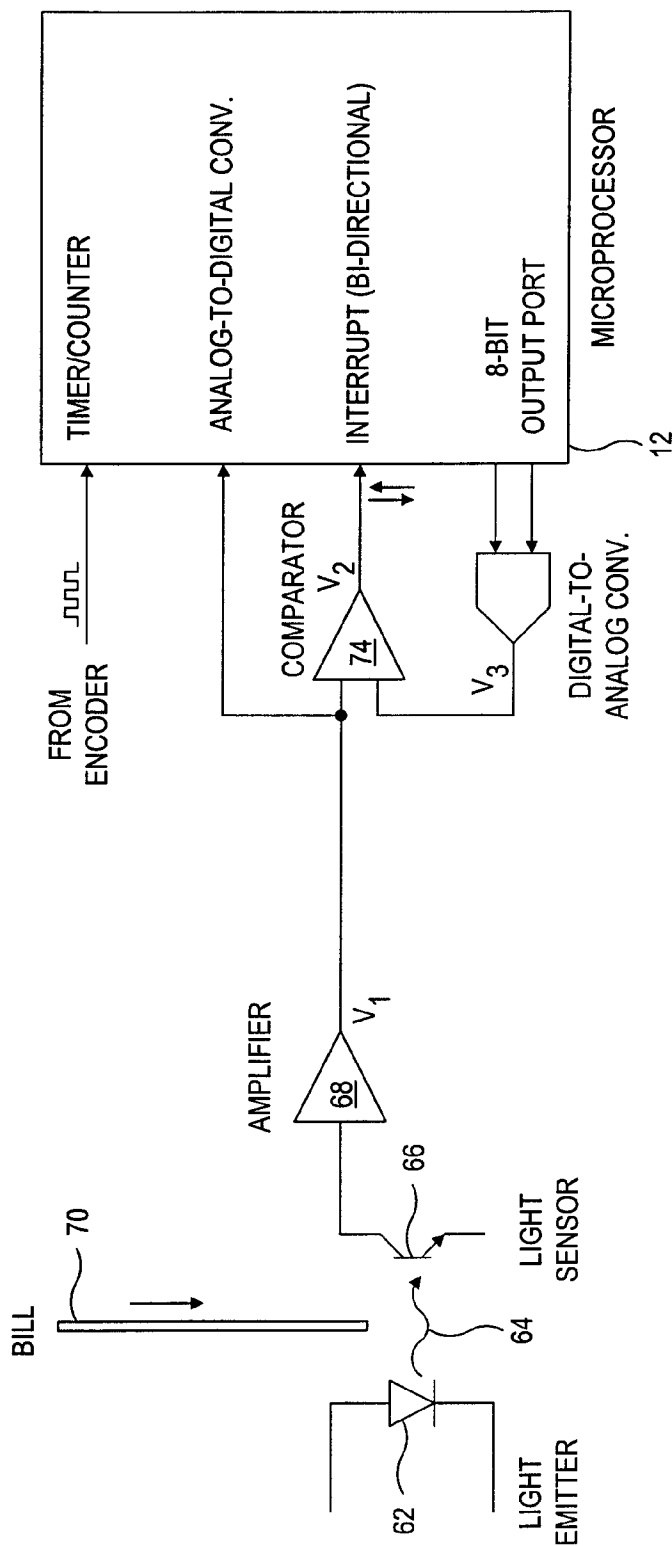 BILL
70
LIGHT
EMITTER
62
64
LIGHT
SENSOR
66
AMPLIFIER
68
V1
FROM
ENCODER
COMPARATOR
74
V2
V3
DIGITAL-TO-
ANALOG CONV.
TIMER/COUNTER
ANALOG-TO-DIGITAL CONV.
INTERRUPT (BI-DIRECTIONAL)
8-BIT
OUTPUT PORT
12
MICROPROCESSOR